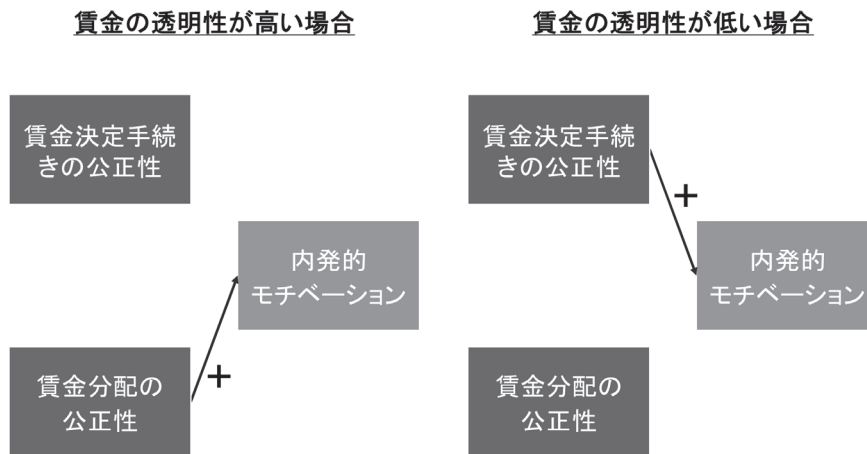 賃金の透明性が高い場合
賃金決定手続
きの公正性
+
内発的
モチベーション
賃金分配の
公正性
賃金の透明性が低い場合
賃金決定手続
きの公正性
+
内発的
モチベーション
賃金分配の
公正性